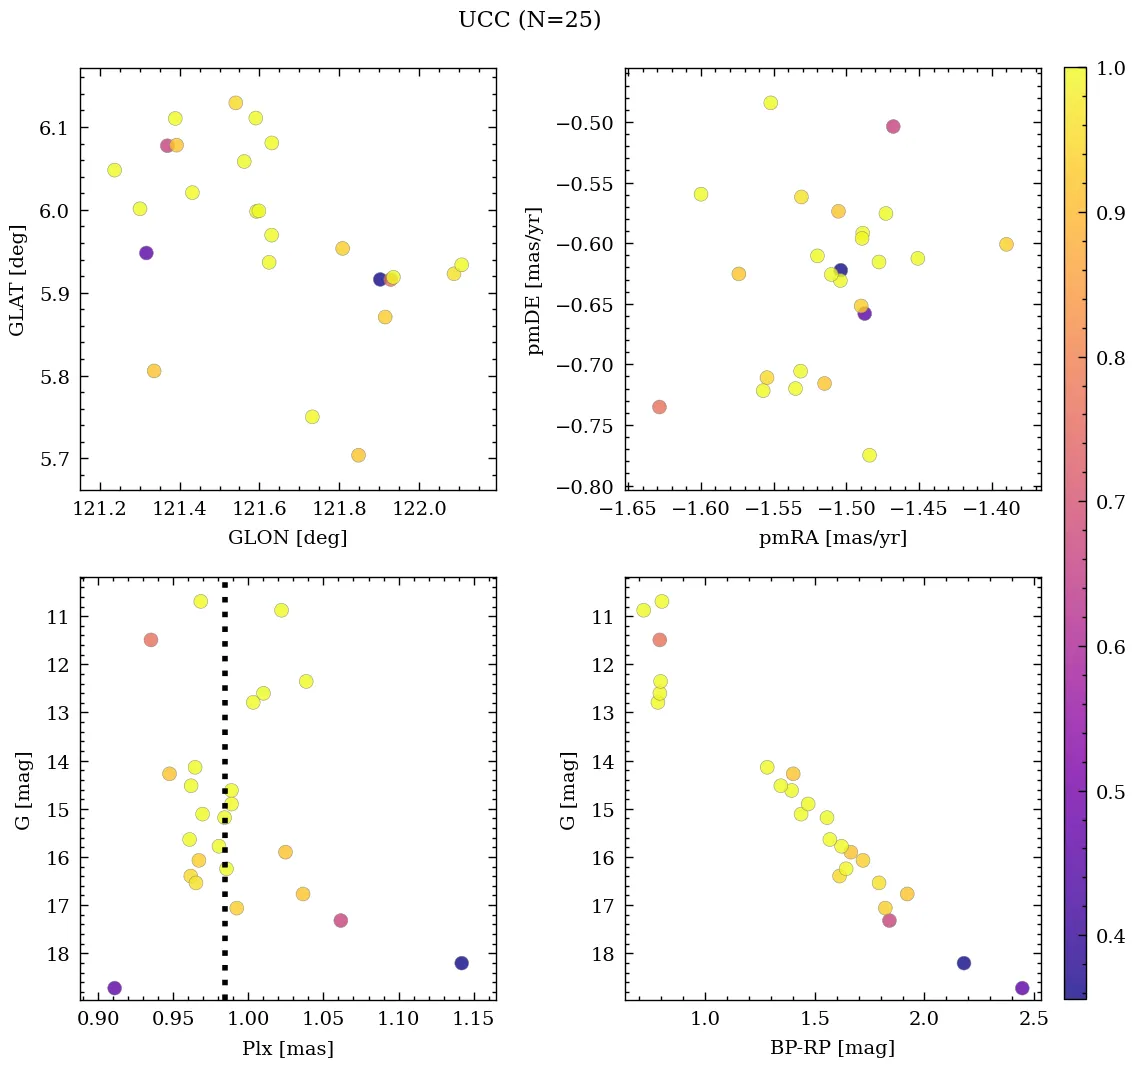 UCC (N=25)
6.1
6.0
5.9
5.8
5.7
GLAT [deg]
121.2 121.4 121.6 121.8 122.0
GLON [deg]
−0.50
−0.55
−0.60
−0.65
−0.70
−0.75
−0.80
pmDE [mas/yr]
−1.65 −1.60 −1.55 −1.50 −1.45 −1.40
pmRA [mas/yr]
11
12
13
14
15
16
17
18
G [mag]
0.90 0.95 1.00 1.05 1.10 1.15
Plx [mas]
11
12
13
14
15
16
17
18
G [mag]
1.0 1.5 2.0 2.5
BP-RP [mag]
1.0
0.9
0.8
0.7
0.6
0.5
0.4